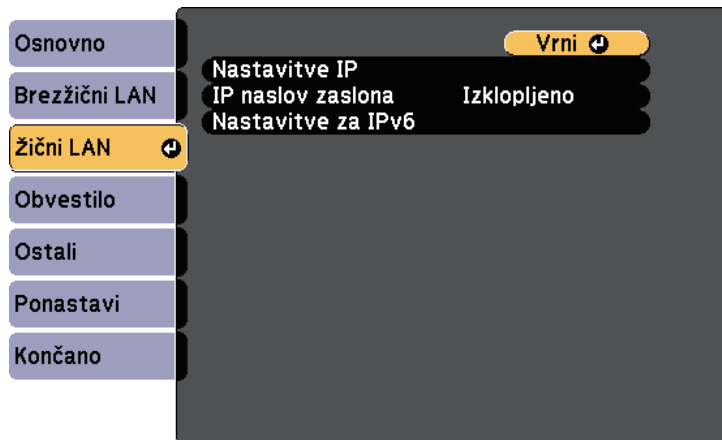 Osnovno
Brezžični LAN
Žični LAN
Obvestilo
Ostali
Ponastavi
Končano
Vrni
Nastavitve IP
IP naslov zaslona Izklopljeno
Nastavitve za IPv6